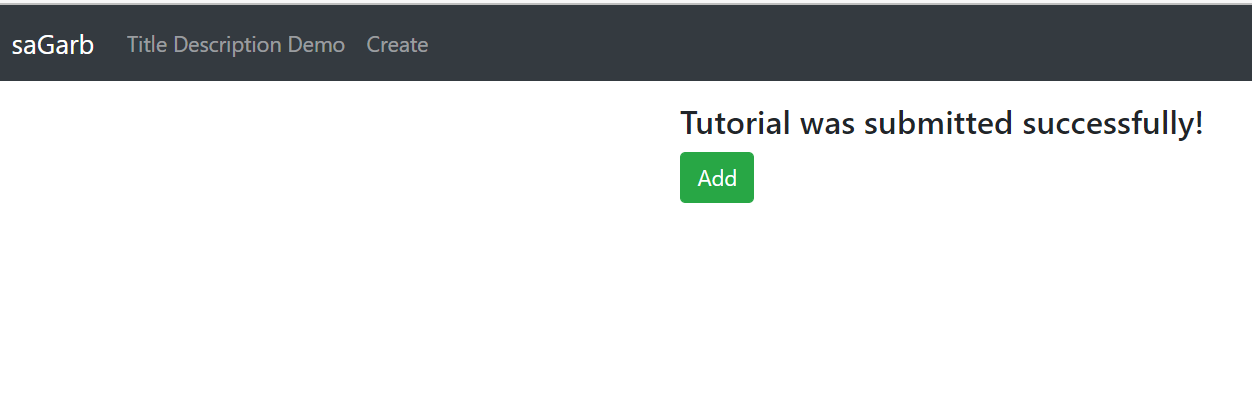 saGarb Title Description Demo Create
Tutorial was submitted successfully!
Add